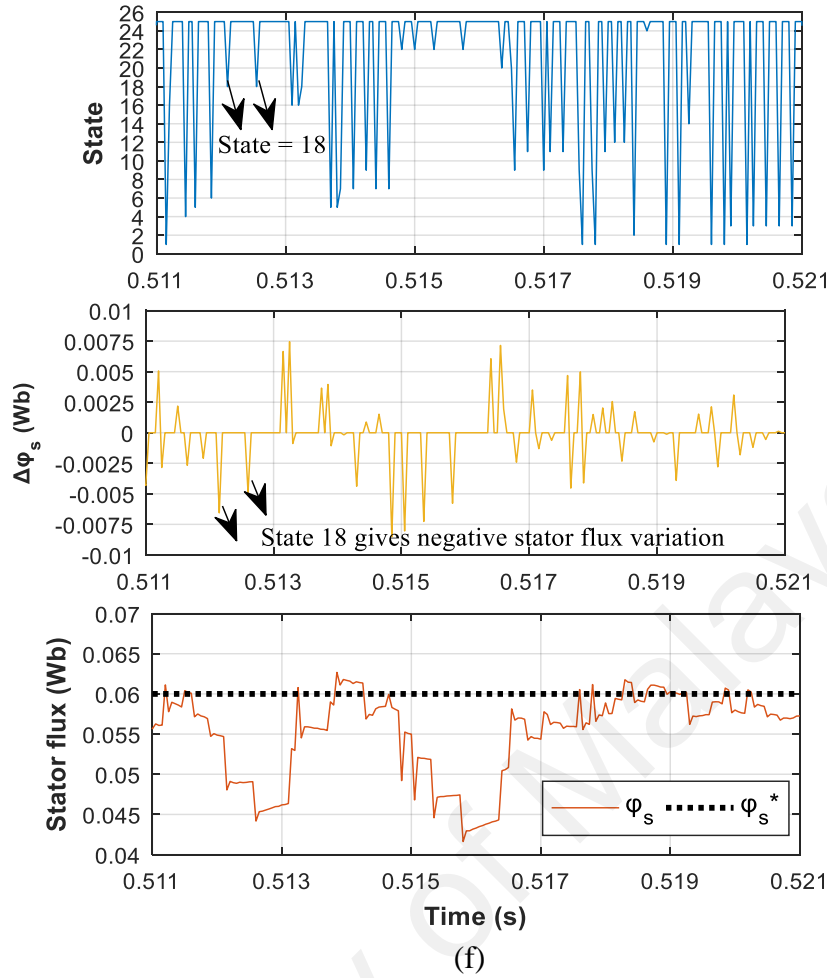 26
24
22
20
18
16
14
12
10
8
6
4
2
0
State
State = 18
0.511 0.513 0.515 0.517 0.519 0.521
0.01
0.0075
0.005
0.0025
0
-0.0025
-0.005
-0.0075
-0.01
Δφs (Wb)
State 18 gives negative stator flux variation
0.511 0.513 0.515 0.517 0.519 0.521
0.07
0.065
0.06
0.055
0.05
0.045
0.04
Stator flux (Wb)
φs φs*
0.511 0.513 0.515 0.517 0.519 0.521
Time (s)
(f)
of Malay